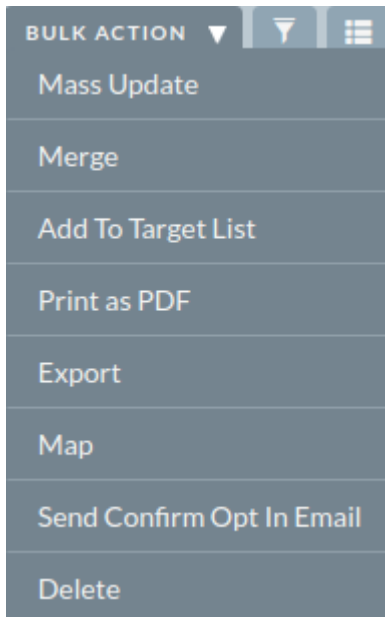 BULK ACTION
Mass Update
Merge
Add To Target List
Print as PDF
Export
Map
Send Confirm Opt In Email
Delete